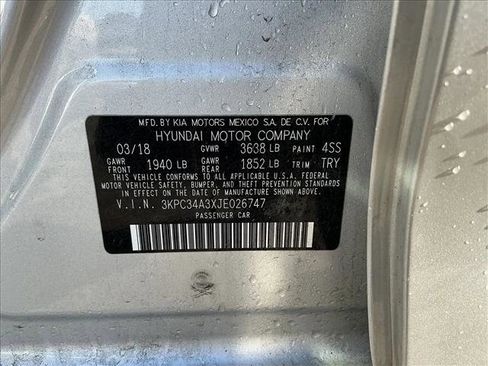 MFD.BY KIA MOTORS MEXICO S.A, DE C.V. FOR
HYUNDAI MOTOR COMPANY
03/18 GVWR 3638 LB PAINT 4SS
GAWR FRONT 1940 LB GAWR REAR 1852 LB TRIM TRY
THIS VEHICLE CONFORMS TO ALL APPLICABLE U.S.A. FEDERAL
MOTOR VEHICLE SAFETY, BUMPER, AND THEFT PREVENTION STANDARDS
IN EFFECT ON THE DATE OF MANUFACTURE SHOWN ABOVE.
V.I.N. 3KPC34A3XJE026747
PASSENGER CAR